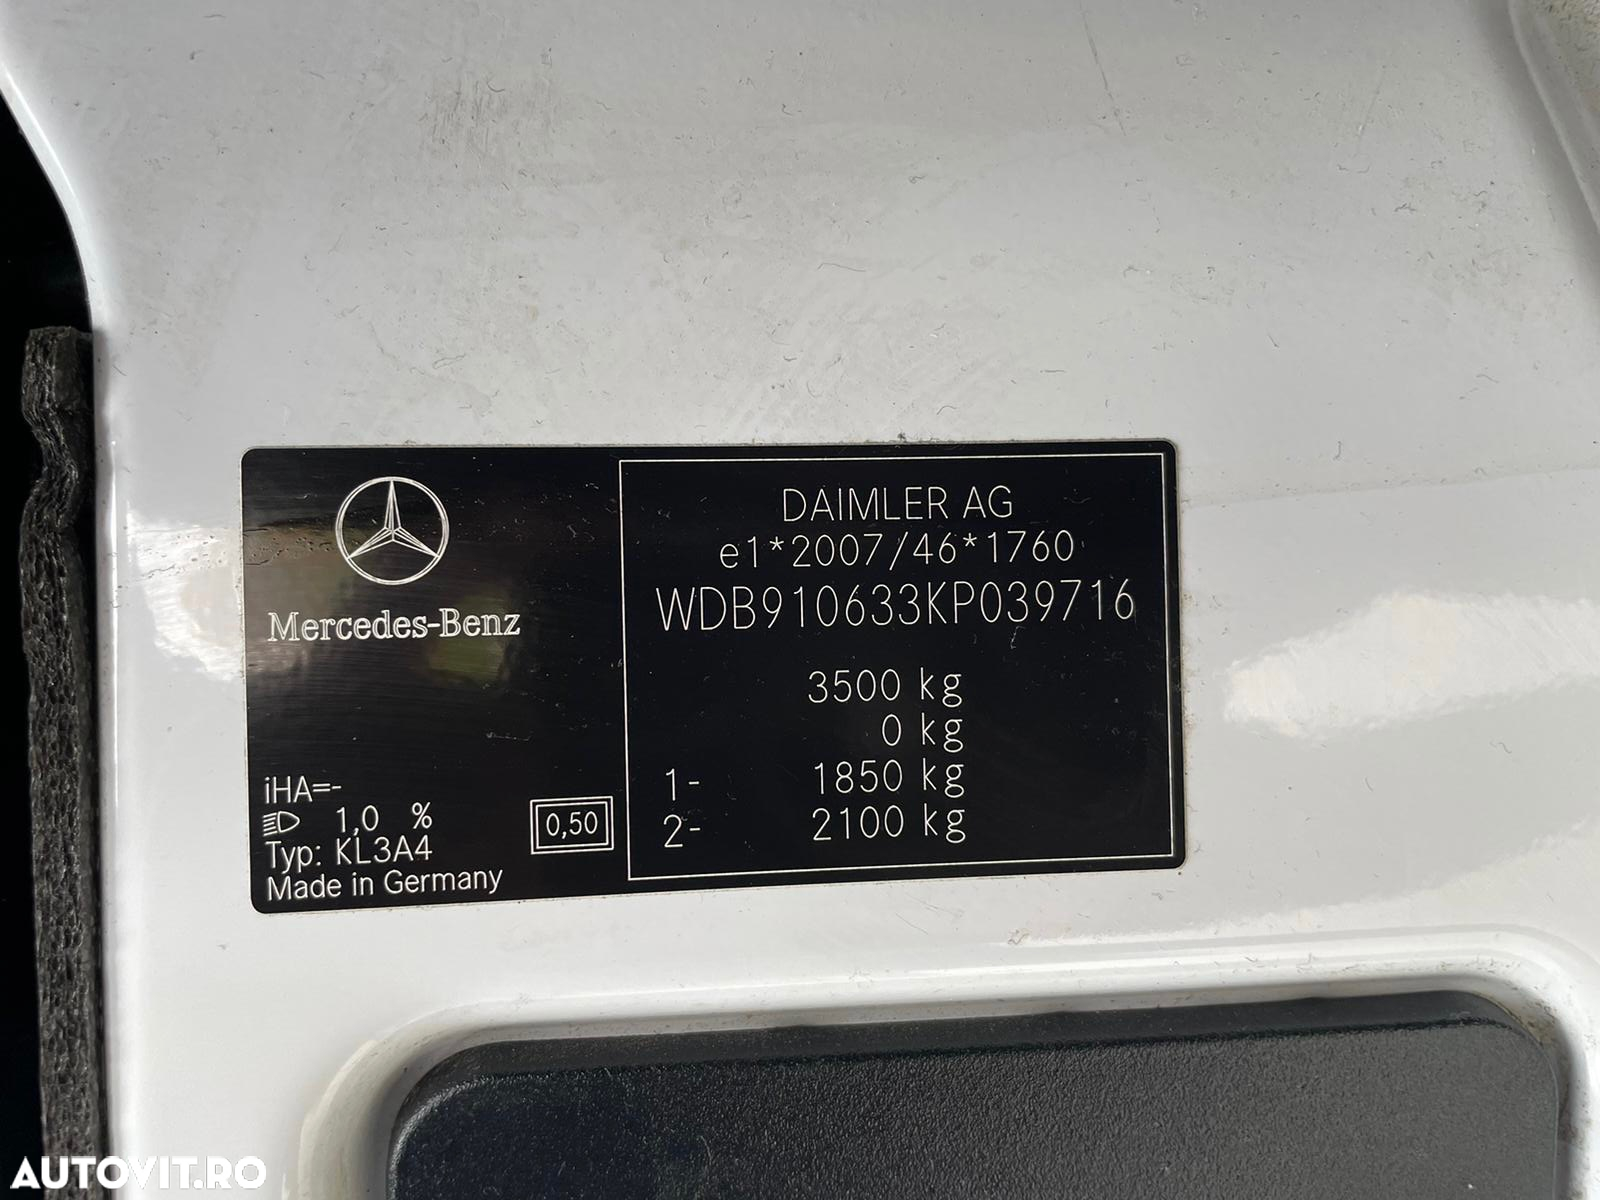 Mercedes-Benz
iHA=-
1,0 %
Typ: KL3A4
Made in Germany
0,50
DAIMLER AG
e1*2007/46*1760
WDB910633KP039716
3500 kg
0 kg
1- 1850 kg
2- 2100 kg
AUTOVIT.RO